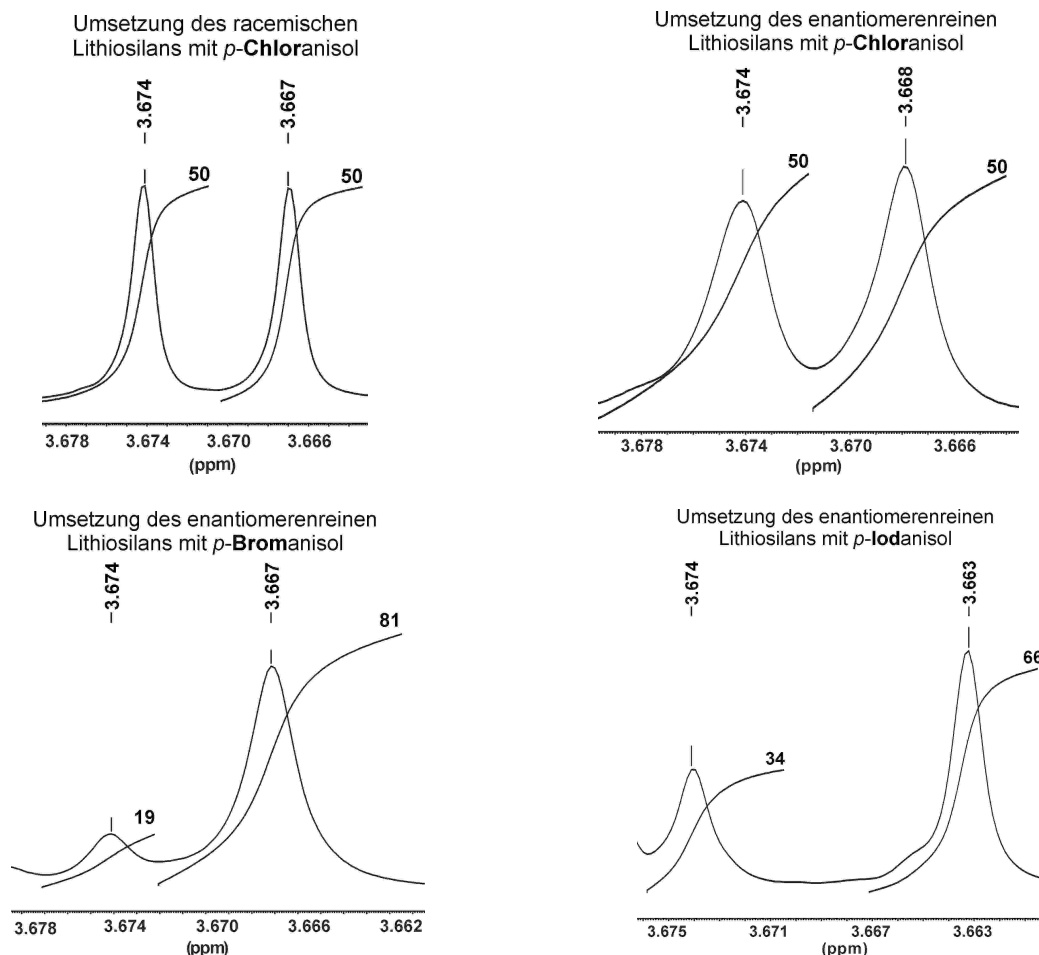 Umsetzung des racemischen
Lithiosilans mit p-Chloranisol
3.674
3.667
50
50
3.678 3.674 3.670 3.666
(ppm)
Umsetzung des enantiomerenreinen
Lithiosilans mit p-Chloranisol
3.674
3.668
50
50
3.678 3.674 3.670 3.666
(ppm)
Umsetzung des enantiomerenreinen
Lithiosilans mit p-Bromanisol
3.674
3.667
81
19
3.678 3.674 3.670 3.666 3.662
(ppm)
Umsetzung des enantiomerenreinen
Lithiosilans mit p-Iodanisol
3.674
3.663
66
34
3.675 3.671 3.667 3.663
(ppm)